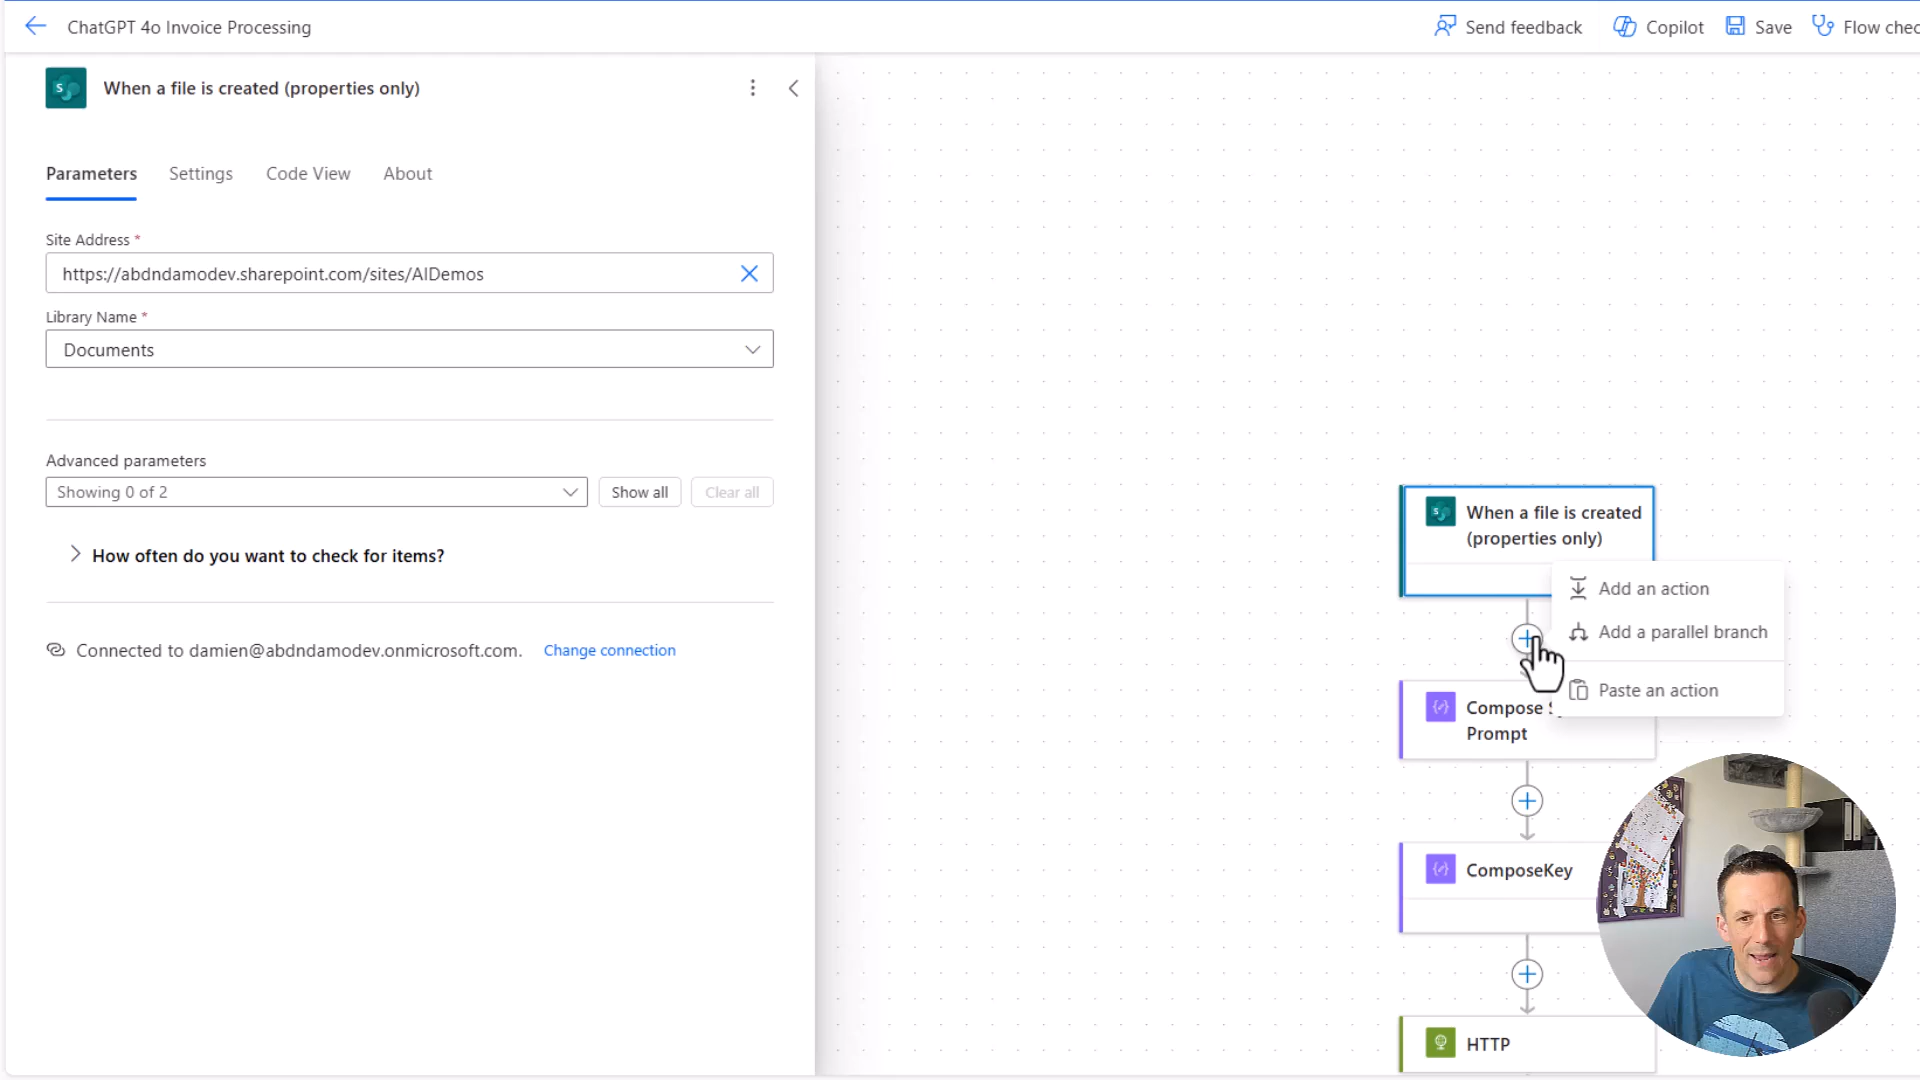 ChatGPT 4o Invoice Processing
Send feedback
Copilot
Save
Flow chec
When a file is created (properties only)
Parameters
Settings
Code View
About
Site Address *
https://abdndamodev.sharepoint.com/sites/AIDemos
Library Name *
Documents
Advanced parameters
Showing 0 of 2
Show all
Clear all
How often do you want to check for items?
Connected to damien@abdndamodev.onmicrosoft.com.
Change connection
When a file is created
(properties only)
Add an action
Add a parallel branch
Paste an action
Compose
Prompt
ComposeKey
HTTP